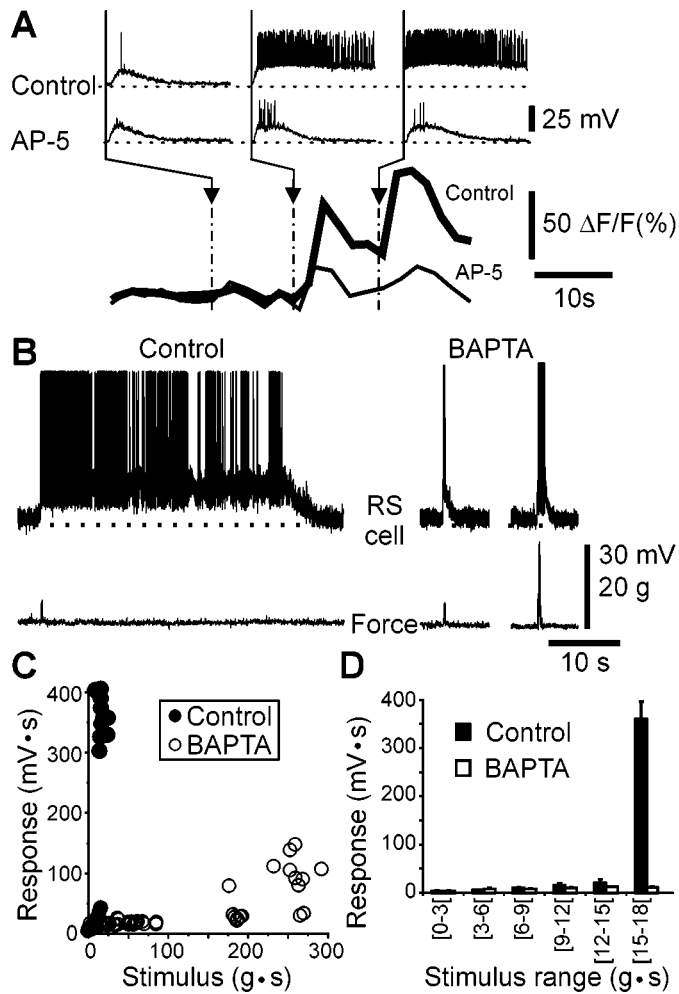 A
Control
AP-5
25 mV
Control
50 ΔF/F(%)
AP-5
10s
B
Control
BAPTA
RS
cell
30 mV
20 g
Force
10 s
C
Response (mV•s)
400
300
200
100
0
Control
BAPTA
0
100
200
300
Stimulus (g•s)
D
Response (mV•s)
400
300
200
100
0
Control
BAPTA
[0-3[
[3-6[
[6-9[
[9-12[
[12-15[
[15-18[
Stimulus range (g•s)